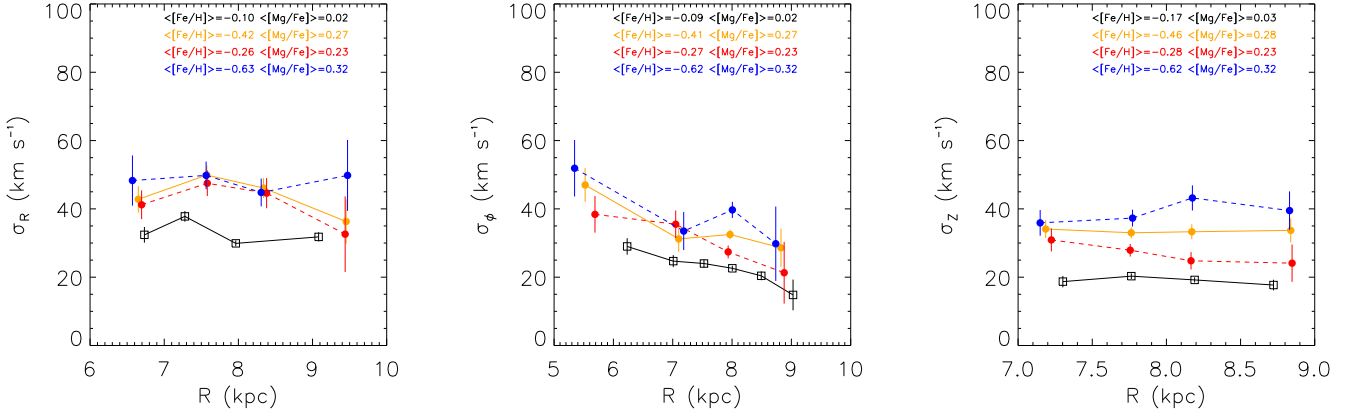 <[Fe/H]>=−0.10 <[Mg/Fe]>=0.02
<[Fe/H]>=−0.42 <[Mg/Fe]>=0.27
<[Fe/H]>=−0.26 <[Mg/Fe]>=0.23
<[Fe/H]>=−0.63 <[Mg/Fe]>=0.32
100
80
60
40
20
0
σR (km s⁻¹)
6 7 8 9 10
R (kpc)
<[Fe/H]>=−0.09 <[Mg/Fe]>=0.02
<[Fe/H]>=−0.41 <[Mg/Fe]>=0.27
<[Fe/H]>=−0.27 <[Mg/Fe]>=0.23
<[Fe/H]>=−0.62 <[Mg/Fe]>=0.32
100
80
60
40
20
0
σϕ (km s⁻¹)
5 6 7 8 9 10
R (kpc)
<[Fe/H]>=−0.17 <[Mg/Fe]>=0.03
<[Fe/H]>=−0.46 <[Mg/Fe]>=0.28
<[Fe/H]>=−0.28 <[Mg/Fe]>=0.23
<[Fe/H]>=−0.62 <[Mg/Fe]>=0.32
100
80
60
40
20
0
σZ (km s⁻¹)
7.0 7.5 8.0 8.5 9.0
R (kpc)